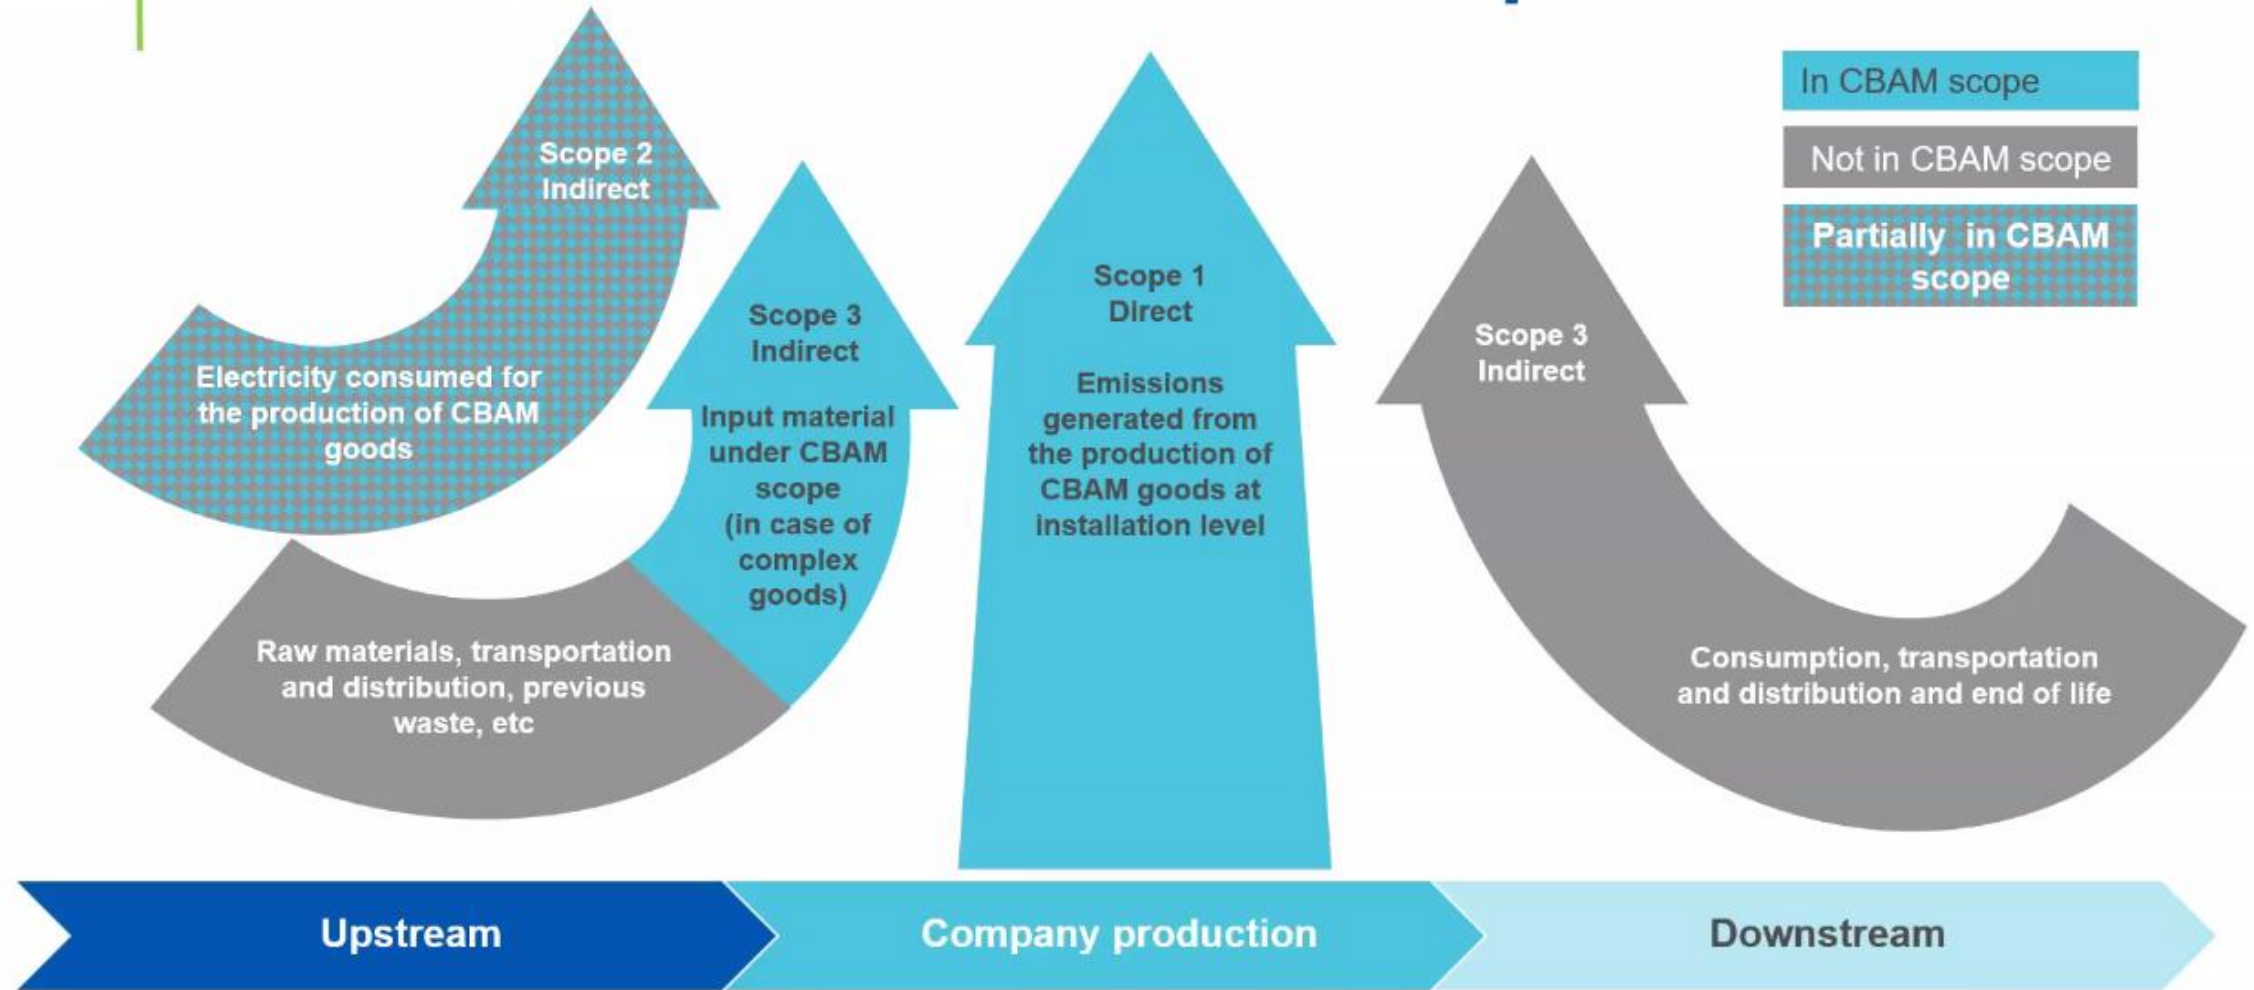 In CBAM scope
Not in CBAM scope
Partially in CBAM
scope
Scope 2
Indirect
Electricity consumed for
the production of CBAM
goods
Scope 3
Indirect
Input material
under CBAM
scope
(in case of
complex
goods)
Raw materials, transportation
and distribution, previous
waste, etc
Scope 1
Direct
Emissions
generated from
the production of
CBAM goods at
installation level
Scope 3
Indirect
Consumption, transportation
and distribution and end of life
Upstream
Company production
Downstream